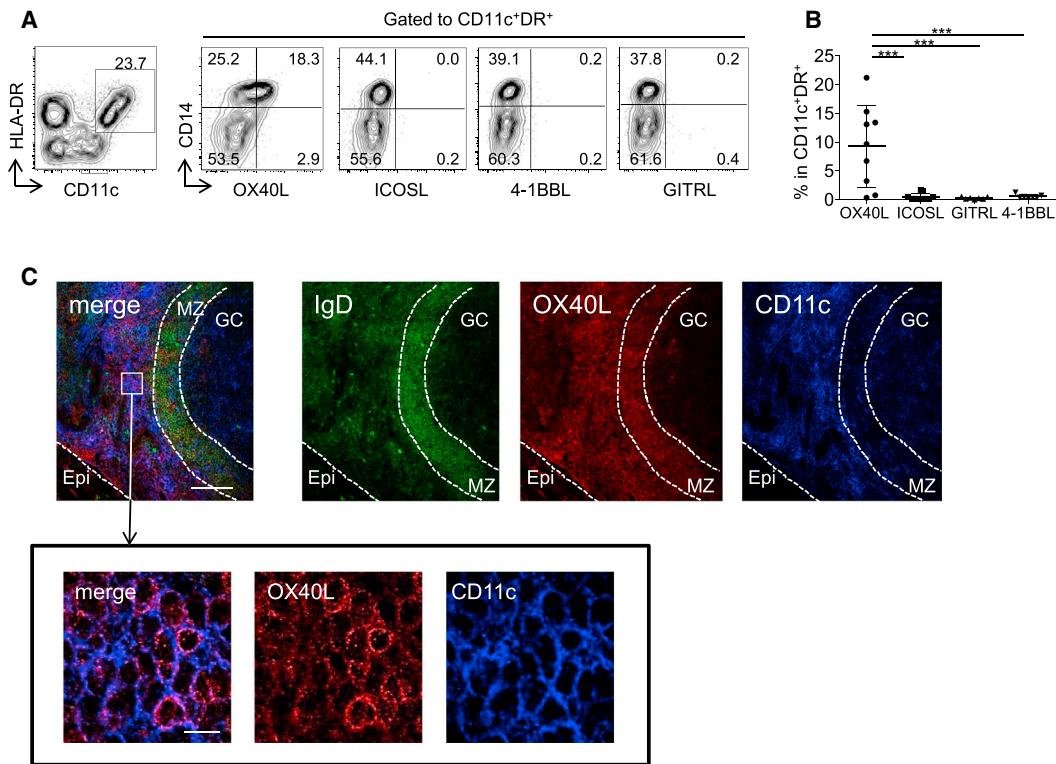 A
Gated to CD11c⁺DR⁺
23.7
HLA-DR
CD11c
25.2 18.3
53.5 2.9
CD14
OX40L
44.1 0.0
55.6 0.2
ICOSL
39.1 0.2
60.3 0.2
4-1BBL
37.8 0.2
61.6 0.4
GITRL
B
***
***
***
% in CD11c⁺DR⁺
25
20
15
10
5
0
OX40L ICOSL GITRL 4-1BBL
C
merge
MZ
GC
Epi
IgD
GC
Epi
MZ
OX40L
GC
Epi
MZ
CD11c
GC
Epi
MZ
merge
OX40L
CD11c